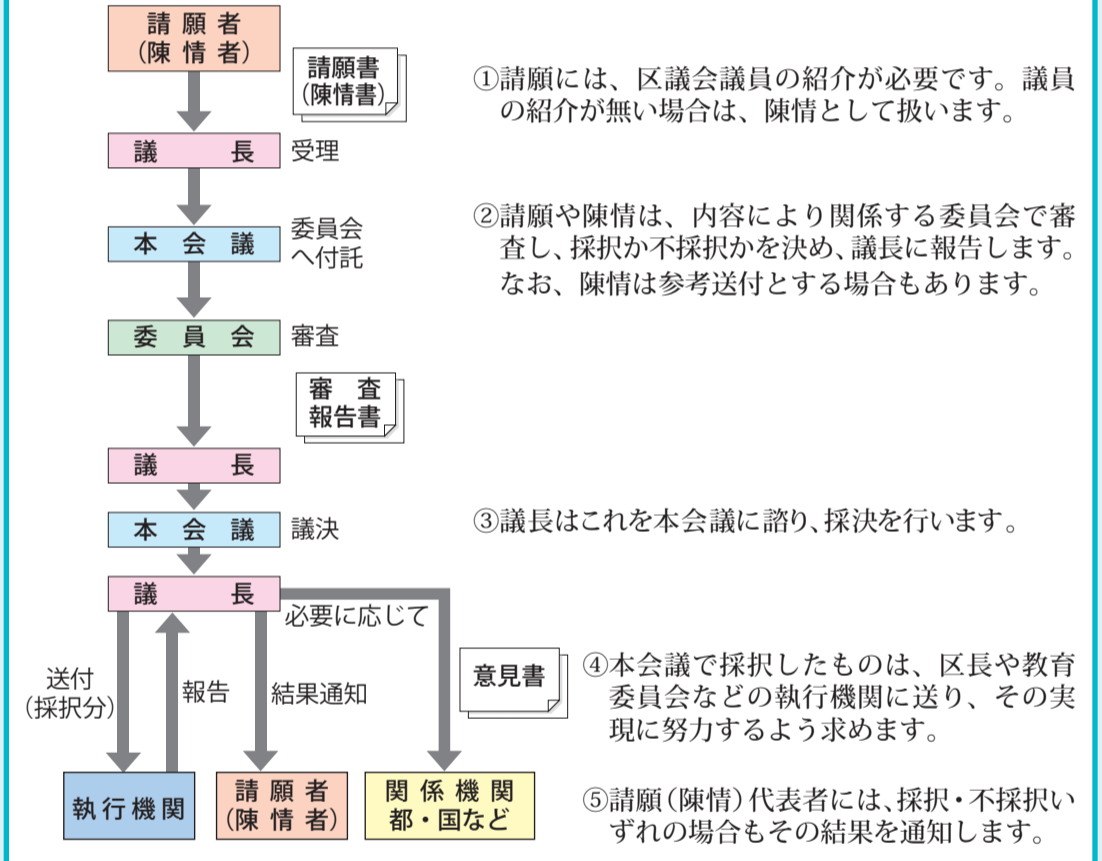 請願者
(陳情者)
請願書
(陳情書)
①請願には、区議会議員の紹介が必要です。議員
の紹介が無い場合は、陳情として扱います。
議長
受理
本会議
委員会
へ付託
②請願や陳情は、内容により関係する委員会で審
査し、採択か不採択かを決め、議長に報告します。
なお、陳情は参考送付とする場合もあります。
委員会
審査
審査
報告書
議長
本会議
議決
③議長はこれを本会議に諮り、採決を行います。
議長
必要に応じて
送付
(採択分)
報告
結果通知
意見書
④本会議で採択したものは、区長や教育
委員会などの執行機関に送り、その実
現に努力するよう求めます。
執行機関
請願者
(陳情者)
関係機関
都・国など
⑤請願(陳情)代表者には、採択・不採択い
ずれの場合もその結果を通知します。